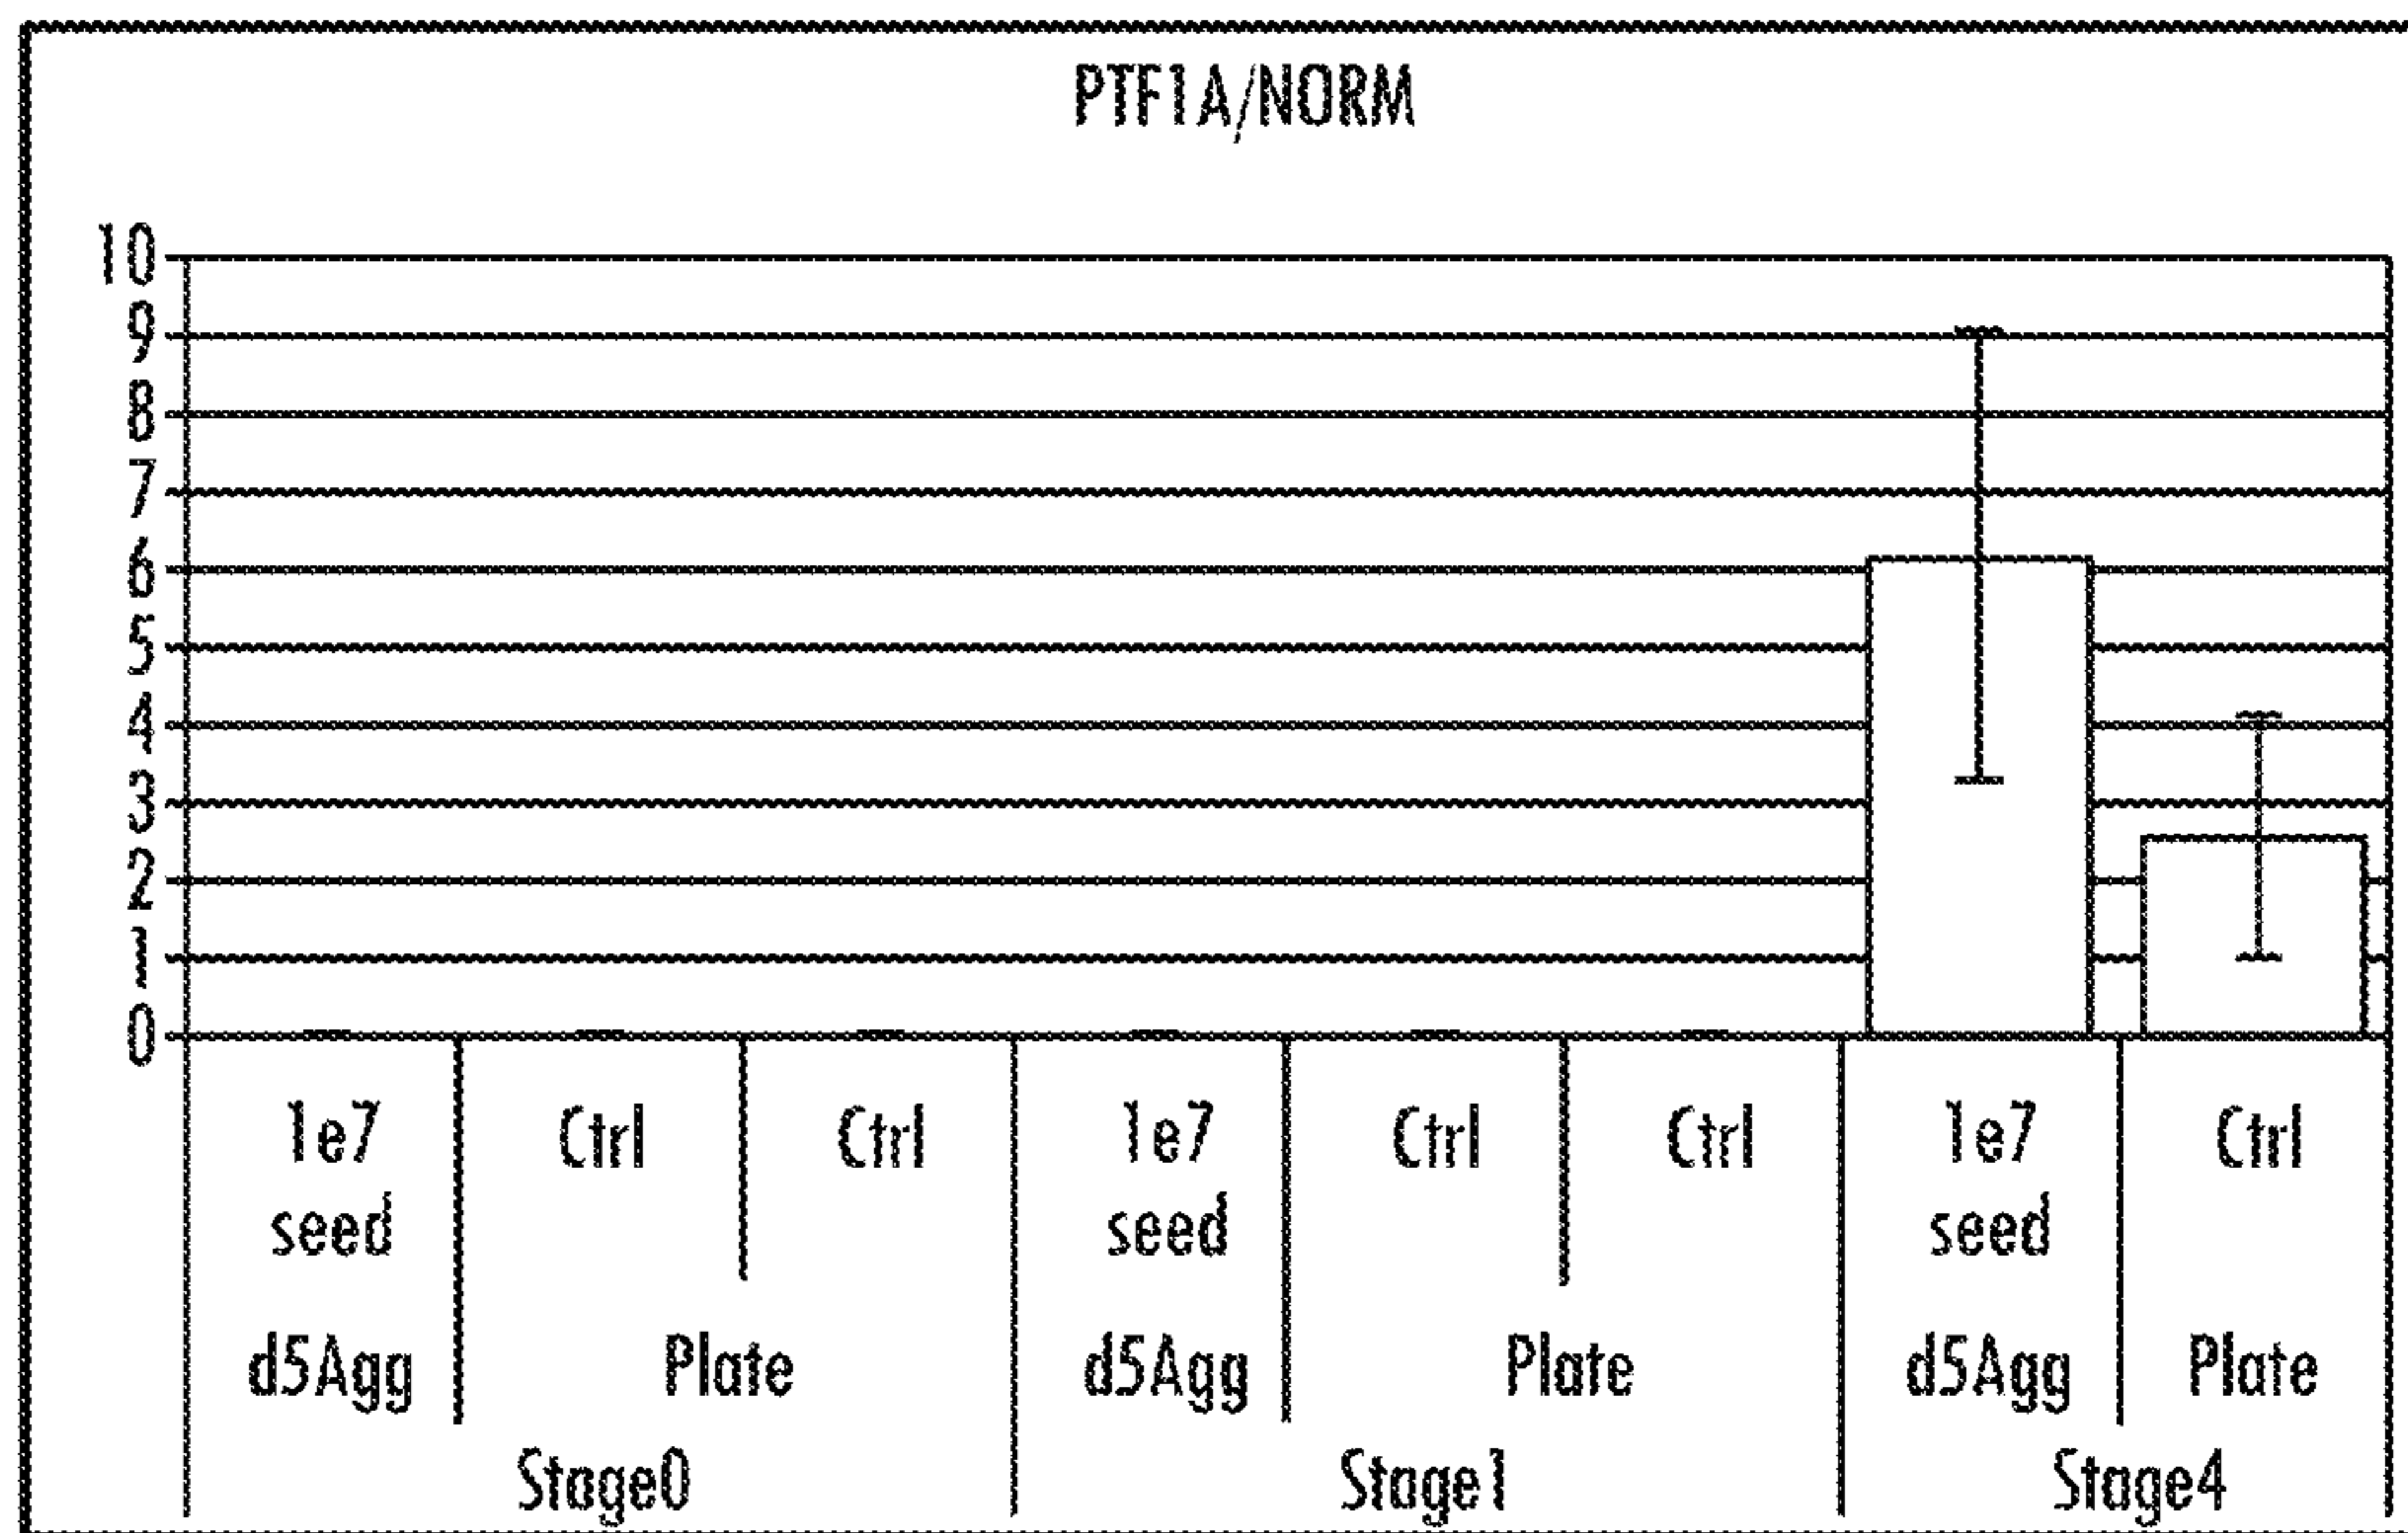 PTF1A/NORM
10
9
8
7
6
5
4
3
2
1
0
1e7 Ctrl Ctrl 1e7 Ctrl Ctrl 1e7 Ctrl
seed seed seed
d5Agg Plate d5Agg Plate d5Agg Plate
Stage0 Stage1 Stage4